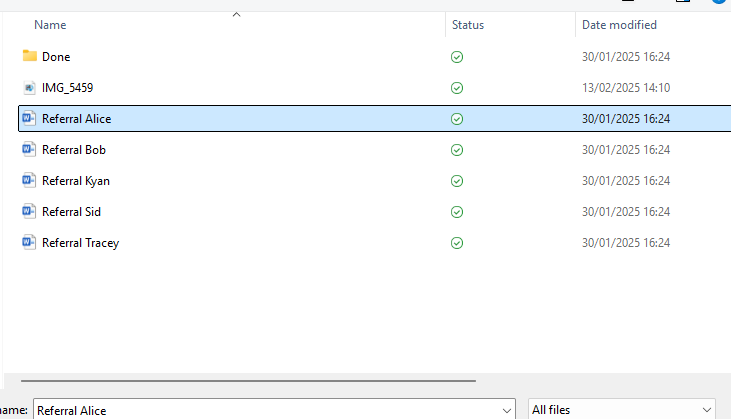 Name Status Date modified
Done 30/01/2025 16:24
IMG_5459 13/02/2025 14:10
Referral Alice 30/01/2025 16:24
Referral Bob 30/01/2025 16:24
Referral Kyan 30/01/2025 16:24
Referral Sid 30/01/2025 16:24
Referral Tracey 30/01/2025 16:24
ame: Referral Alice All files